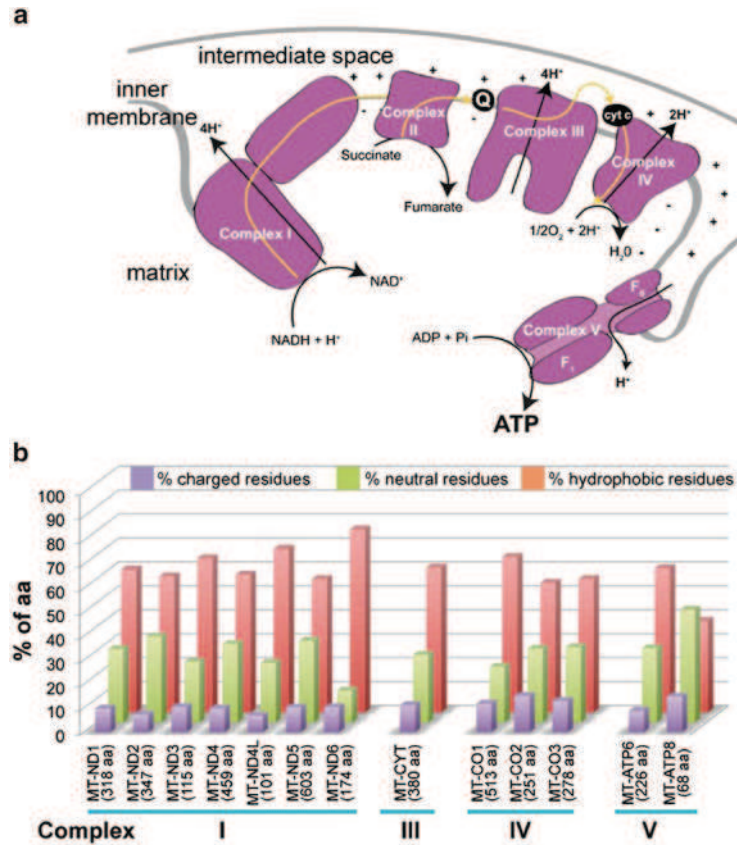 a
intermediate space
inner
membrane
matrix
4H⁺
Complex I
NADH + H⁺
NAD⁺
Complex
II
Succinate
Fumarate
Q
4H⁺
Complex III
cyt c
2H⁺
Complex
IV
1/2O₂ + 2H⁺
H₂0
F₀
Complex V
F₁
ADP + Pi
H⁺
ATP
b
% charged residues
% neutral residues
% hydrophobic residues
% of aa
100
90
80
70
60
50
40
30
20
10
0
MT-ND1
(318 aa)
MT-ND2
(347 aa)
MT-ND3
(115 aa)
MT-ND4
(459 aa)
MT-ND4L
(101 aa)
MT-ND5
(603 aa)
MT-ND6
(174 aa)
MT-CYT
(380 aa)
MT-CO1
(513 aa)
MT-CO2
(251 aa)
MT-CO3
(278 aa)
MT-ATP6
(226 aa)
MT-ATP8
(68 aa)
Complex I III IV V